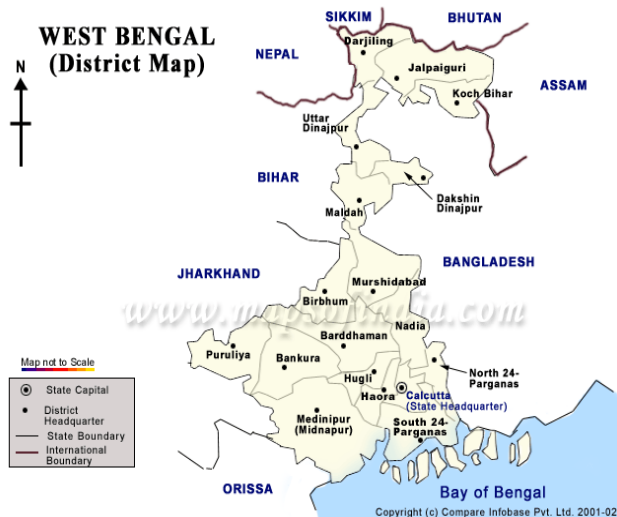 WEST BENGAL
(District Map)
N
SIKKIM
BHUTAN
NEPAL
Darjiling
Jalpaiguri
ASSAM
Koch Bihar
Uttar
Dinajpur
BIHAR
Dakshin
Dinajpur
Maldah
BANGLADESH
JHARKHAND
Murshidabad
Birbhum
www.mapsofindia.com
Nadia
Barddhaman
Puruliya
Bankura
North 24-
Parganas
Hugli
Haora
Calcutta
(State Headquarter)
Medinipur
(Midnapur)
South 24-
Parganas
Map not to Scale
State Capital
District
Headquarter
State Boundary
International
Boundary
ORISSA
Bay of Bengal
Copyright (c) Compare Infobase Pvt. Ltd. 2001-02